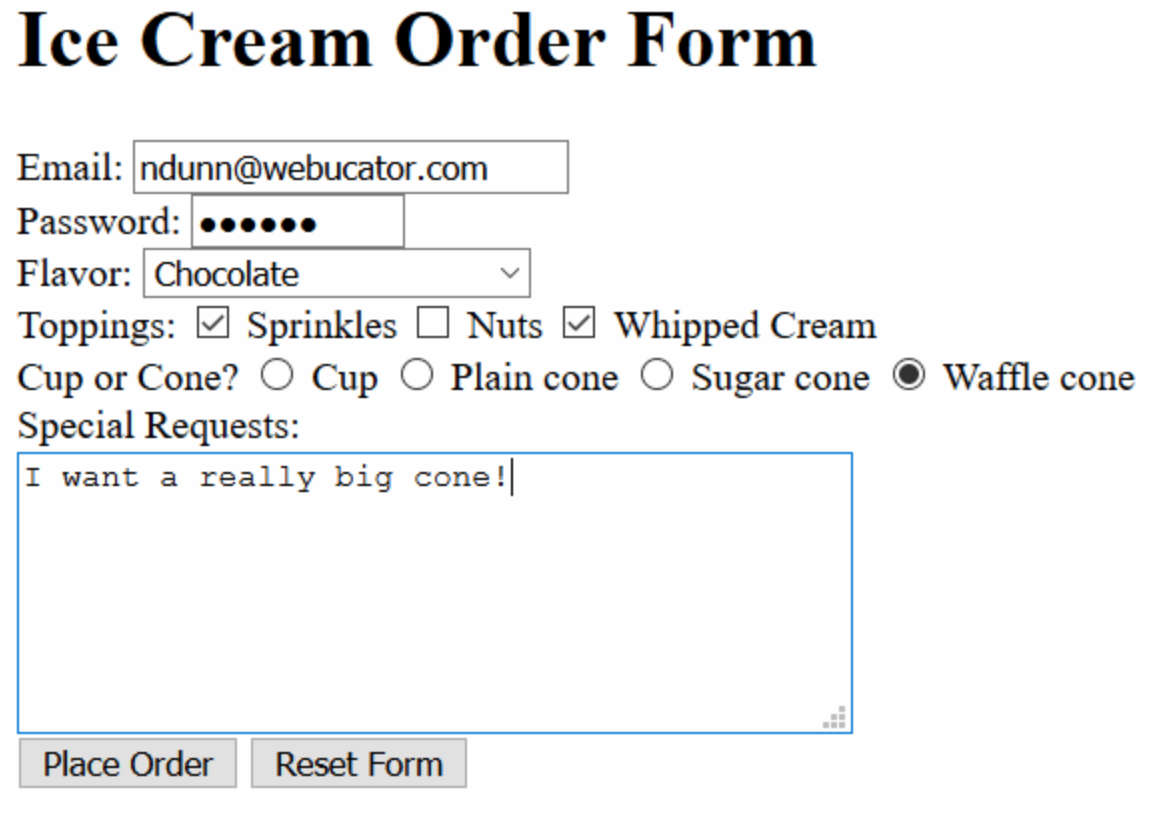 Ice Cream Order Form
Email: ndunn@webucator.com
Password: ••••••
Flavor: Chocolate
Toppings: Sprinkles Nuts Whipped Cream
Cup or Cone? Cup Plain cone Sugar cone Waffle cone
Special Requests:
I want a really big cone!
Place Order Reset Form